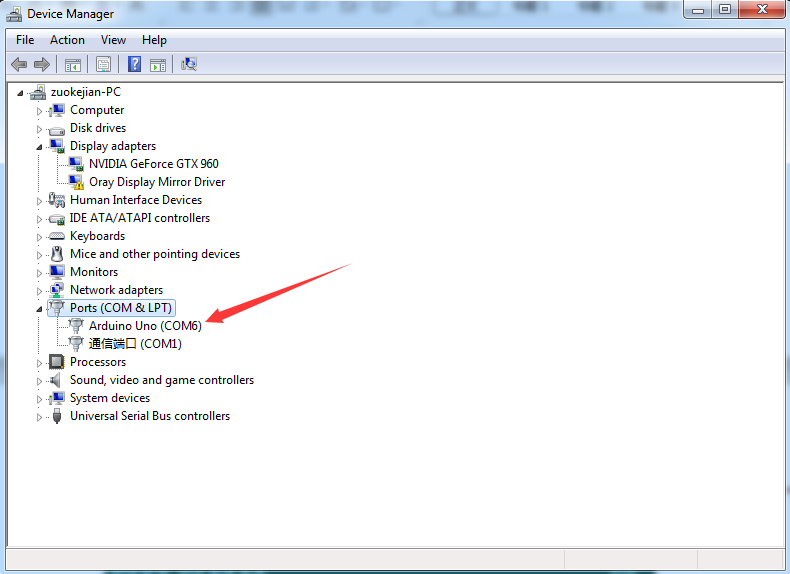 Device Manager
File Action View Help
zuokejian-PC
Computer
Disk drives
Display adapters
NVIDIA GeForce GTX 960
Oray Display Mirror Driver
Human Interface Devices
IDE ATA/ATAPI controllers
Keyboards
Mice and other pointing devices
Monitors
Network adapters
Ports (COM & LPT)
Arduino Uno (COM6)
通信端口 (COM1)
Processors
Sound, video and game controllers
System devices
Universal Serial Bus controllers